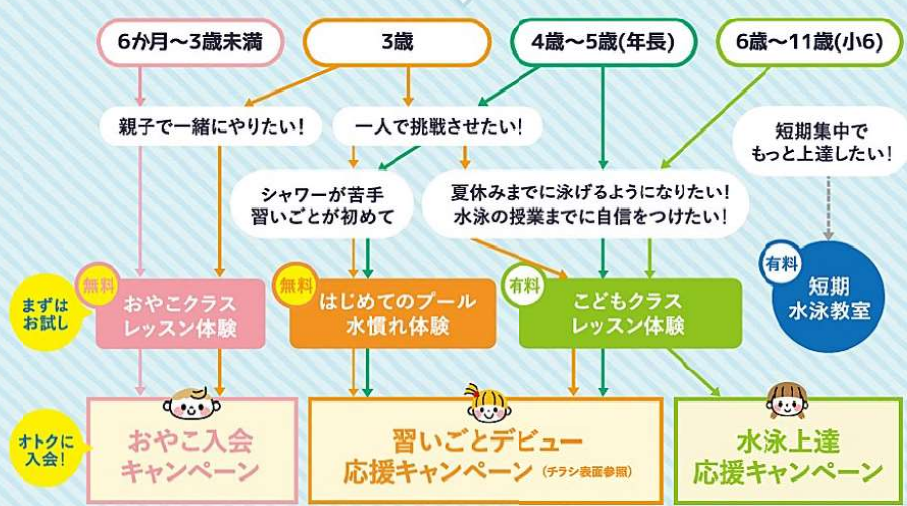 6か月～3歳未満
3歳
4歳～5歳(年長)
6歳～11歳(小6)
親子で一緒にやりたい!
一人で挑戦させたい!
短期集中で
もっと上達したい!
シャワーが苦手
習いごとが初めて
夏休みまでに泳げるようになりたい!
水泳の授業までに自信をつけたい!
まずは
お試し
無料
おやこクラス
レッスン体験
無料
はじめてのプール
水慣れ体験
有料
こどもクラス
レッスン体験
有料
短期
水泳教室
オトクに
入会!
おやこ入会
キャンペーン
習いごとデビュー
応援キャンペーン(チラシ表面参照)
水泳上達
応援キャンペーン